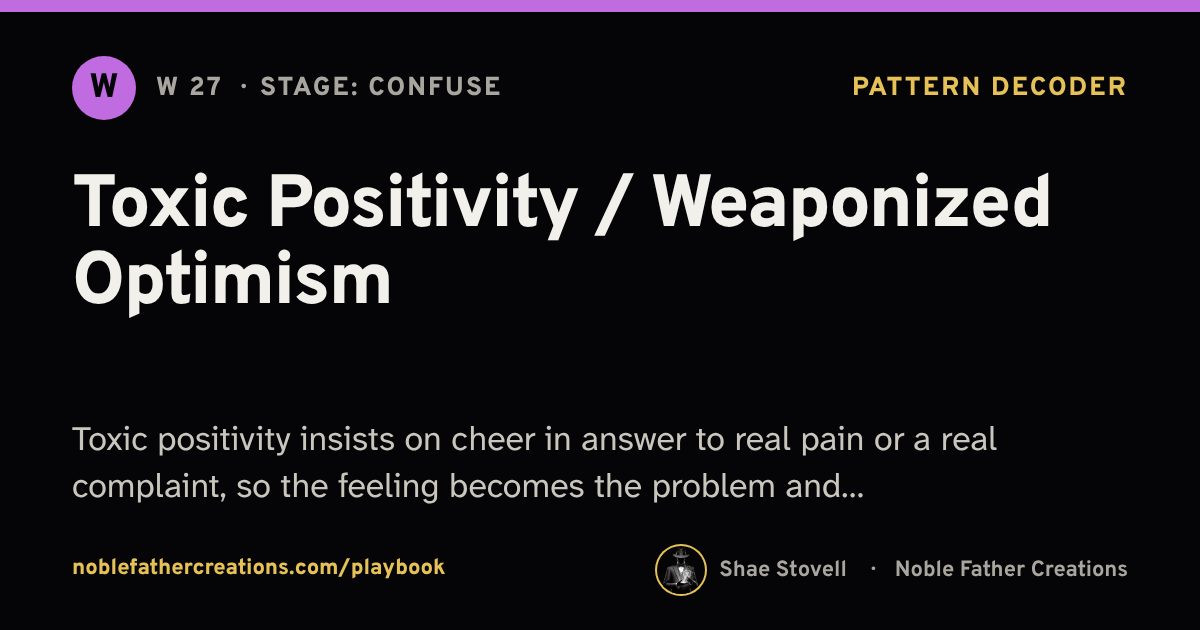 W
W 27 · STAGE: CONFUSE
PATTERN DECODER
Toxic Positivity / Weaponized
Optimism
Toxic positivity insists on cheer in answer to real pain or a real
complaint, so the feeling becomes the problem and...
noblefathercreations.com/playbook
Shae Stovell · Noble Father Creations